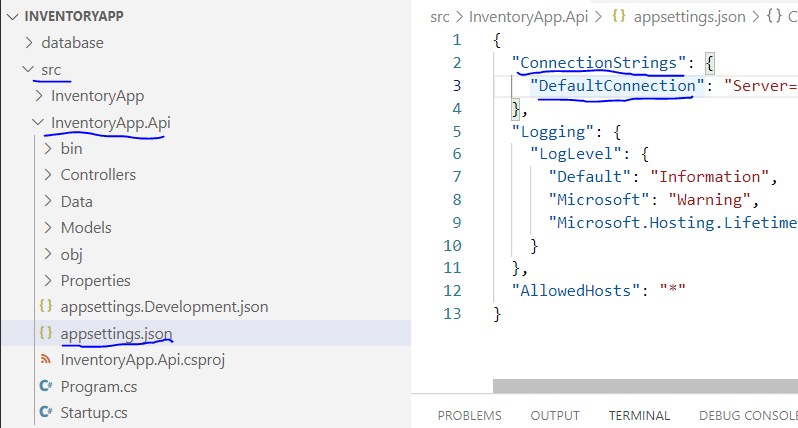 INVENTORYAPP
database
src
InventoryApp
InventoryApp.Api
bin
Controllers
Data
Models
obj
Properties
{ } appsettings.Development.json
{ } appsettings.json
InventoryApp.Api.csproj
C# Program.cs
C# Startup.cs
src > InventoryApp.Api > { } appsettings.json > { } C
1 {
2 "ConnectionStrings": {
3 "DefaultConnection": "Server=
4 },
5 "Logging": {
6 "LogLevel": {
7 "Default": "Information",
8 "Microsoft": "Warning",
9 "Microsoft.Hosting.Lifetime
10 }
11 },
12 "AllowedHosts": "*"
13 }
PROBLEMS OUTPUT TERMINAL DEBUG CONSOL